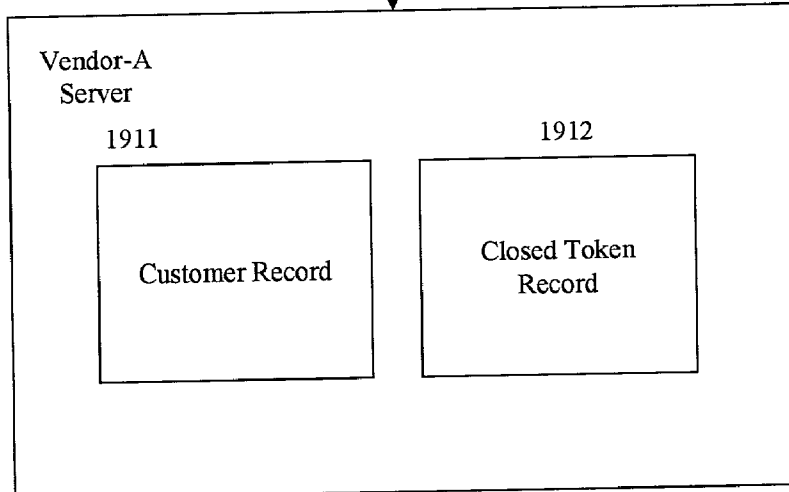 Vendor-A
Server
1911
1912
Customer Record
Closed Token
Record